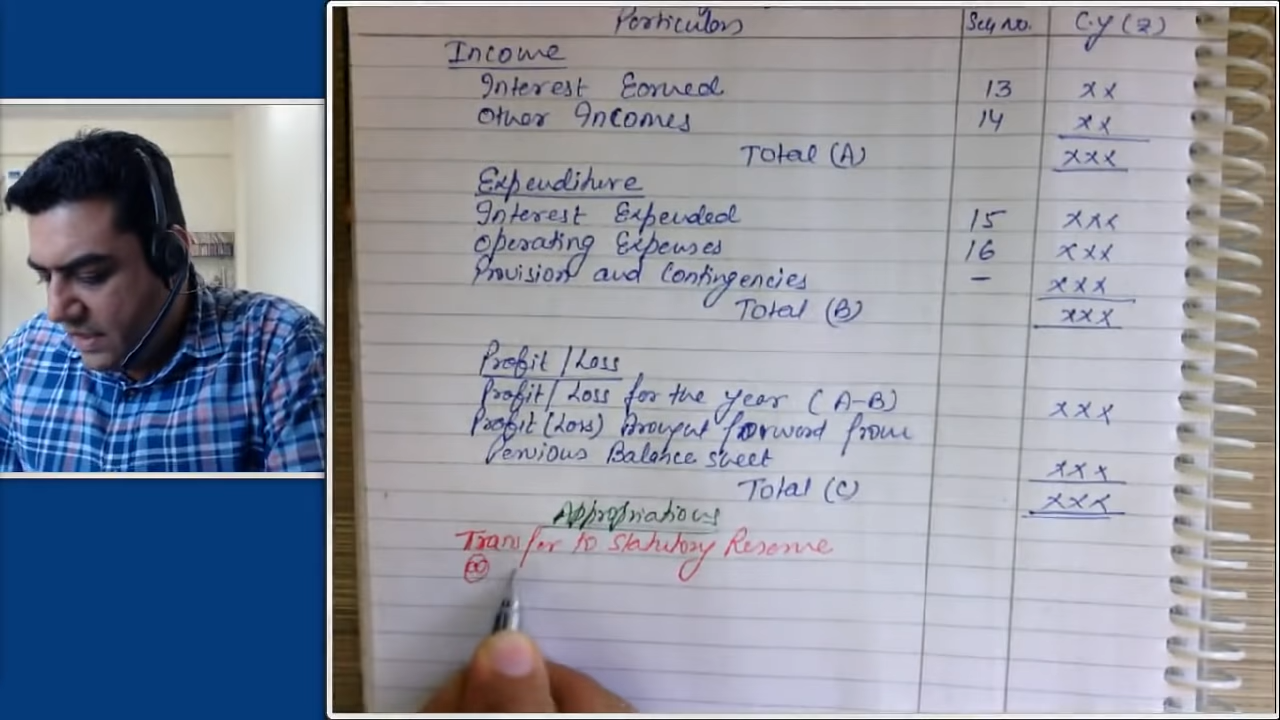 Particulars Sch no. C.Y (₹)
Income
Interest Earned 13 xx
Other Incomes 14 xx
Total (A) xxx
Expenditure
Interest Expended 15 xxx
Operating Expenses 16 xxx
Provision and Contingencies — xxx
Total (B) xxx
Profit / Loss
Profit / Loss for the year (A-B) xxx
Profit (Loss) Brought forward from
Pervious Balance sheet xxx
Total (C) xxx
Appropriations
Transfer to Statutory Reserve